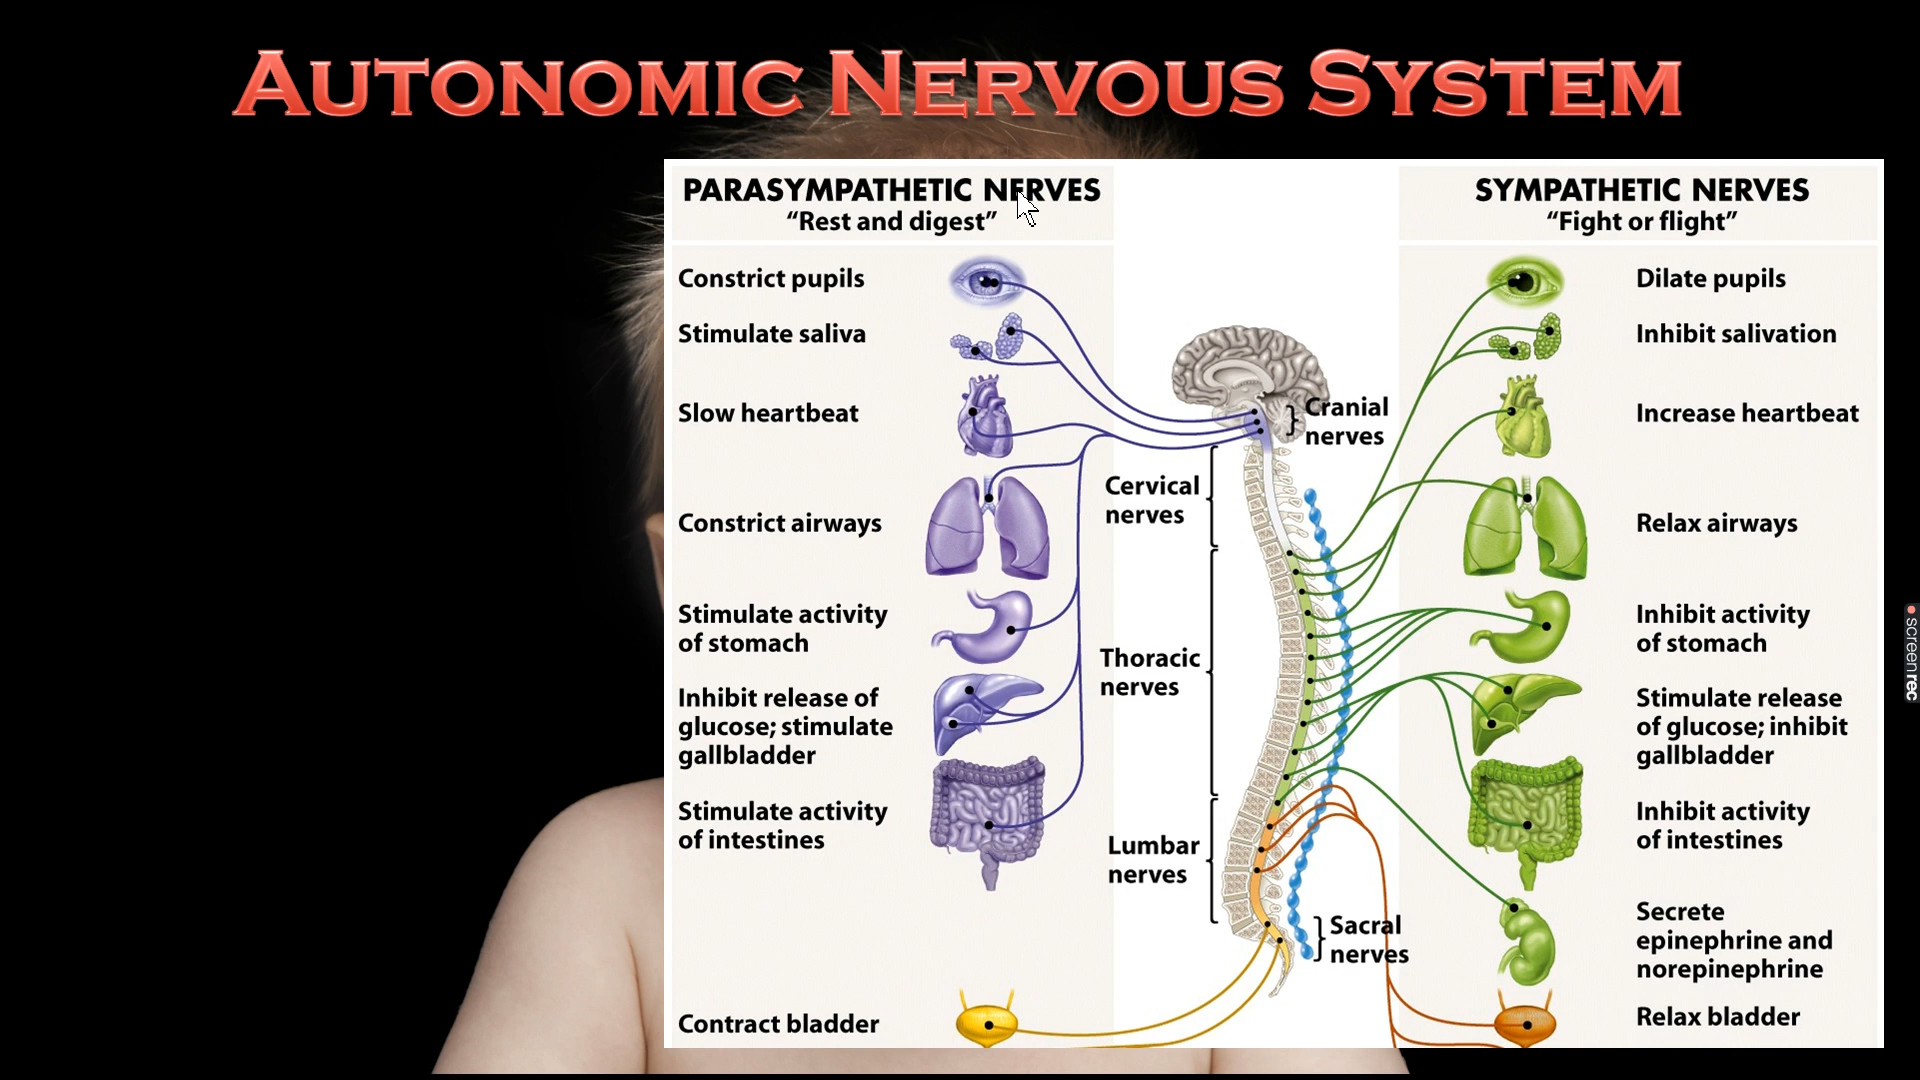 AUTONOMIC NERVOUS SYSTEM
PARASYMPATHETIC NERVES
“Rest and digest”
Constrict pupils
Stimulate saliva
Slow heartbeat
Constrict airways
Stimulate activity
of stomach
Inhibit release of
glucose; stimulate
gallbladder
Stimulate activity
of intestines
Contract bladder
Cranial
nerves
Cervical
nerves
Thoracic
nerves
Lumbar
nerves
Sacral
nerves
SYMPATHETIC NERVES
“Fight or flight”
Dilate pupils
Inhibit salivation
Increase heartbeat
Relax airways
Inhibit activity
of stomach
Stimulate release
of glucose; inhibit
gallbladder
Inhibit activity
of intestines
Secrete
epinephrine and
norepinephrine
Relax bladder
screenrec